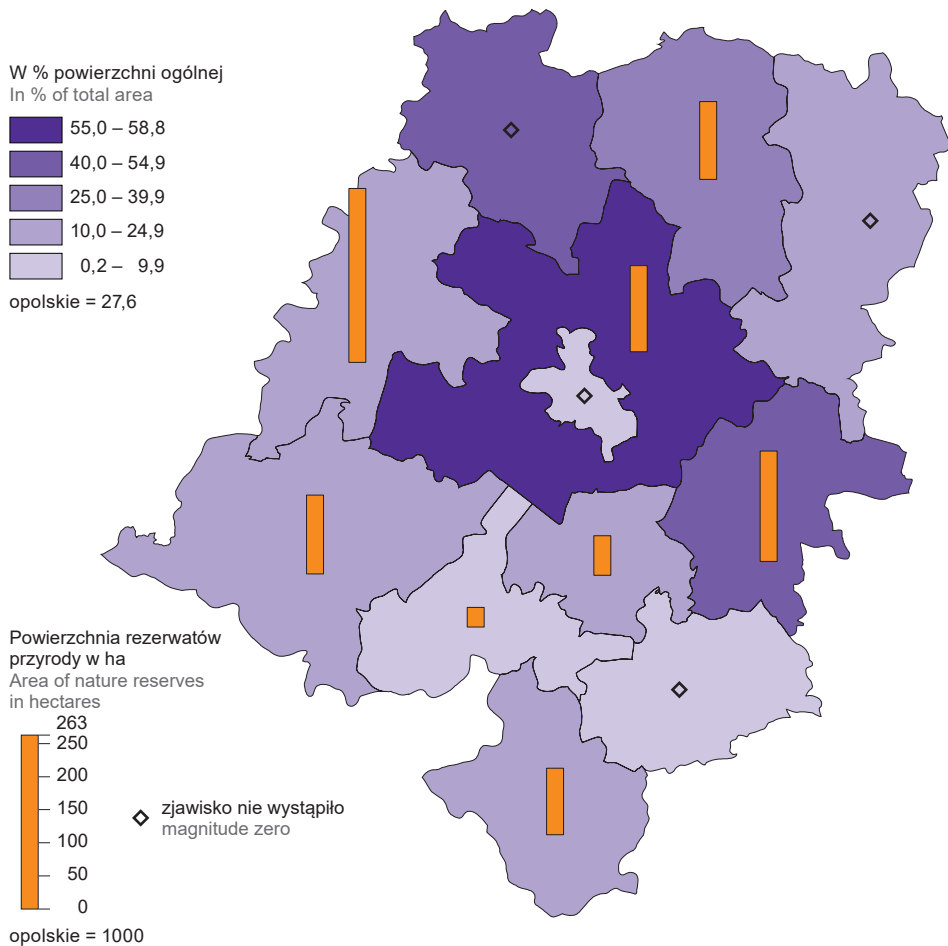 W % powierzchni ogólnej
In % of total area
55,0 – 58,8
40,0 – 54,9
25,0 – 39,9
10,0 – 24,9
0,2 – 9,9
opolskie = 27,6
Powierzchnia rezerwatów
przyrody w ha
Area of nature reserves
in hectares
263
250
200
150
100
50
0
zjawisko nie wystąpiło
magnitude zero
opolskie = 1000